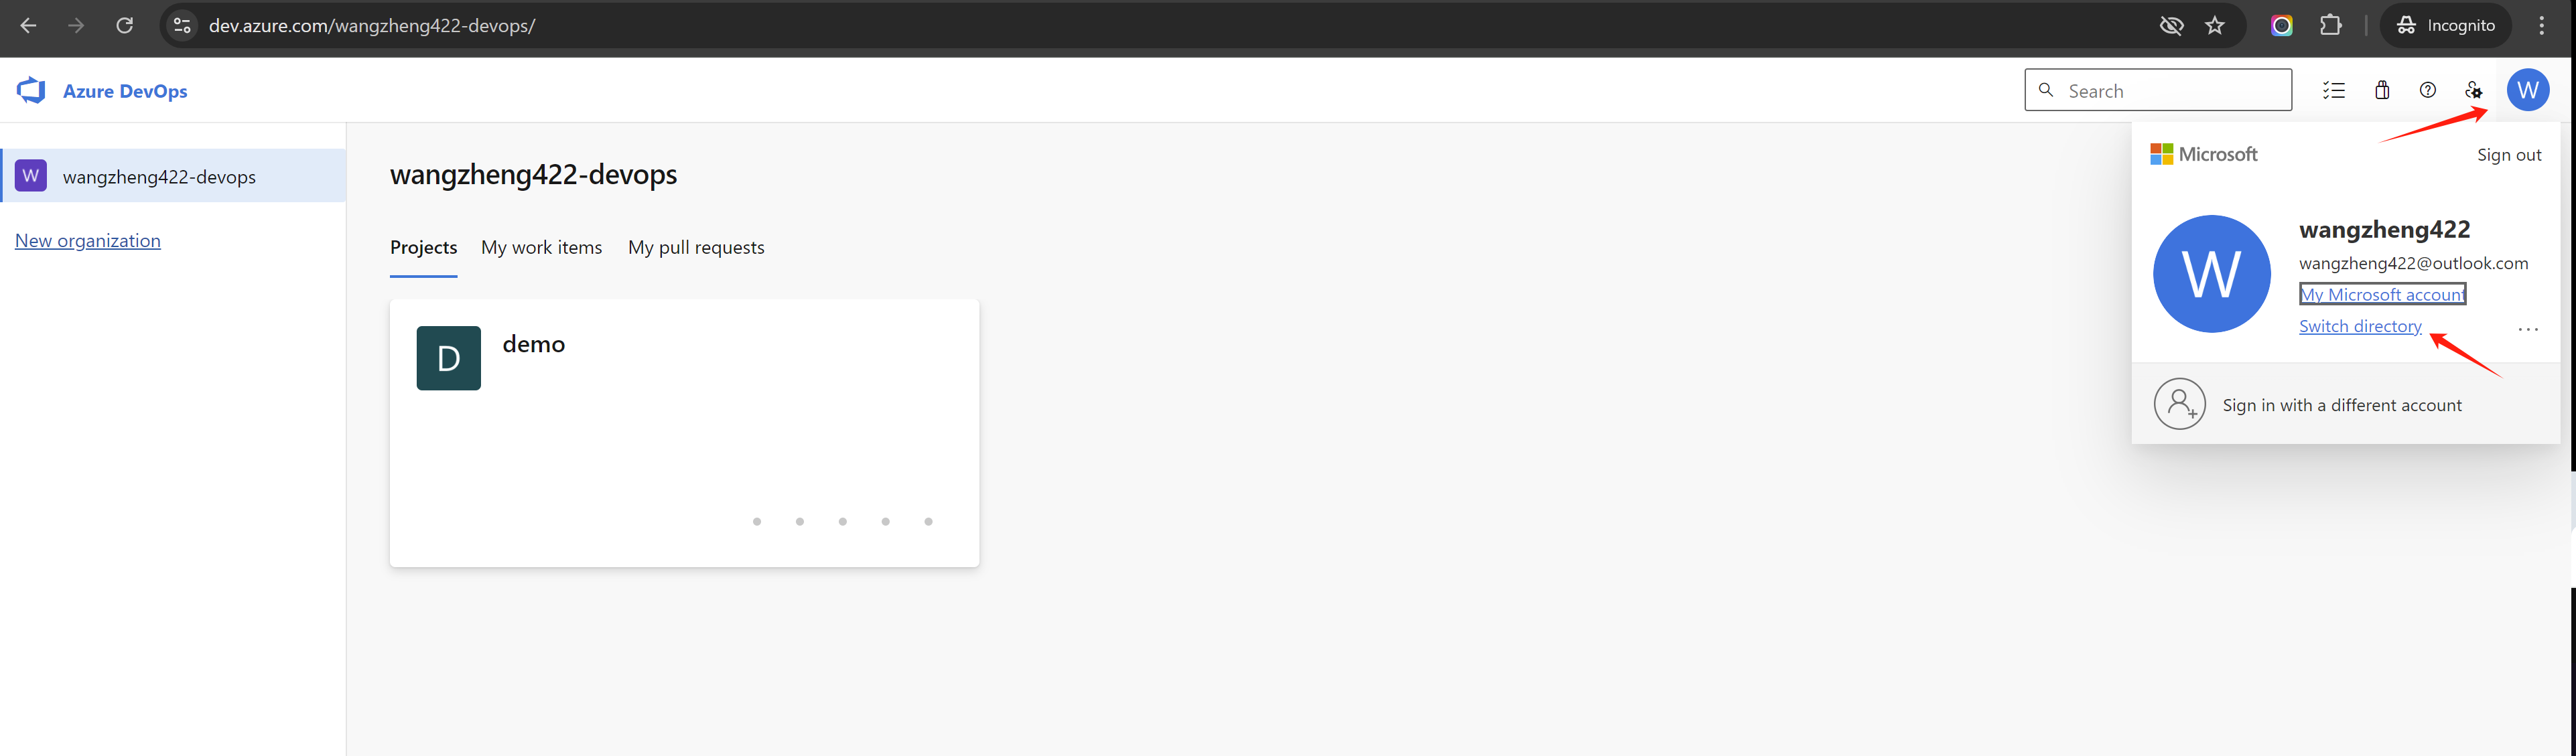 dev.azure.com/wangzheng422-devops/
Incognito
Azure DevOps
Search
W
W
wangzheng422-devops
New organization
wangzheng422-devops
Projects
My work items
My pull requests
D
demo
Microsoft
Sign out
W
wangzheng422
wangzheng422@outlook.com
My Microsoft account
Switch directory
...
Sign in with a different account